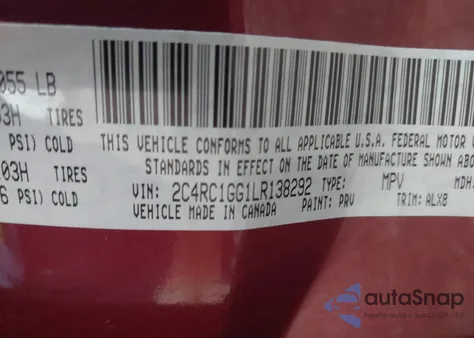 055 LB
03H TIRES
PSI) COLD
03H TIRES
6 PSI) COLD
THIS VEHICLE CONFORMS TO ALL APPLICABLE U.S.A. FEDERAL MOTOR
STANDARDS IN EFFECT ON THE DATE OF MANUFACTURE SHOWN ABO
VIN: 2C4RC1GG1LR138292 TYPE: MPV MDH:
VEHICLE MADE IN CANADA PAINT: PRV TRIM: ALX8
autaSnap